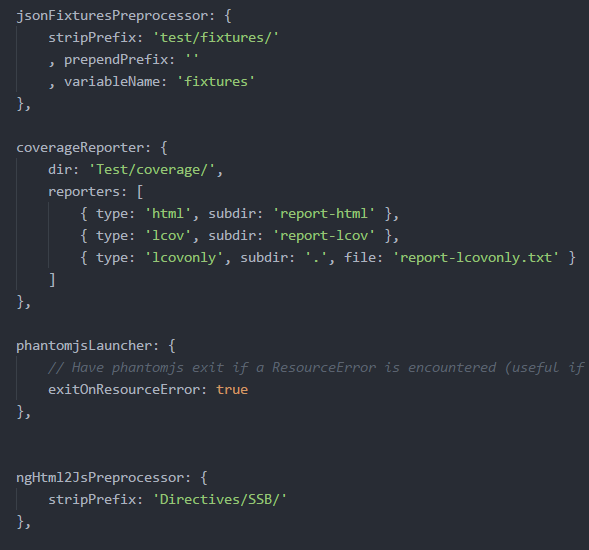 jsonFixturesPreprocessor: {
    stripPrefix: 'test/fixtures/'
    , prependPrefix: ''
    , variableName: 'fixtures'
},

coverageReporter: {
    dir: 'Test/coverage/',
    reporters: [
        { type: 'html', subdir: 'report-html' },
        { type: 'lcov', subdir: 'report-lcov' },
        { type: 'lcovonly', subdir: '.', file: 'report-lcovonly.txt' }
    ]
},

phantomjsLauncher: {
    // Have phantomjs exit if a ResourceError is encountered (useful if
    exitOnResourceError: true
},


ngHtml2JsPreprocessor: {
    stripPrefix: 'Directives/SSB/'
},